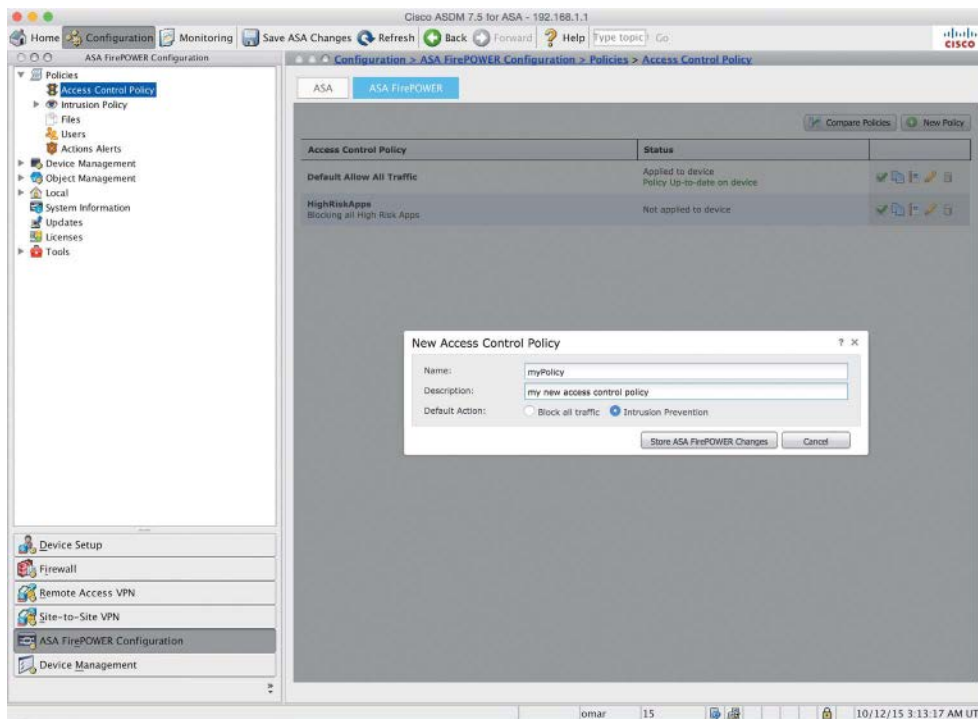 Cisco ASDM 7.5 for ASA - 192.168.1.1
Home Configuration Monitoring Save ASA Changes Refresh Back Forward Help Type topic Go
CISCO
ASA FirePOWER Configuration
Configuration > ASA FirePOWER Configuration > Policies > Access Control Policy
Policies
Access Control Policy
Intrusion Policy
Files
Users
Actions Alerts
Device Management
Object Management
Local
System Information
Updates
Licenses
Tools
ASA
ASA FirePOWER
Compare Policies
New Policy
Access Control Policy Status
Default Allow All Traffic
Applied to device
Policy Up-to-date on device
HighRiskApps
Blocking all High Risk Apps
Not applied to device
New Access Control Policy ? ×
Name: myPolicy
Description: my new access control policy
Default Action: Block all traffic Intrusion Prevention
Store ASA FirePOWER Changes Cancel
Device Setup
Firewall
Remote Access VPN
Site-to-Site VPN
ASA FirePOWER Configuration
Device Management
omar 15 10/12/15 3:13:17 AM UT